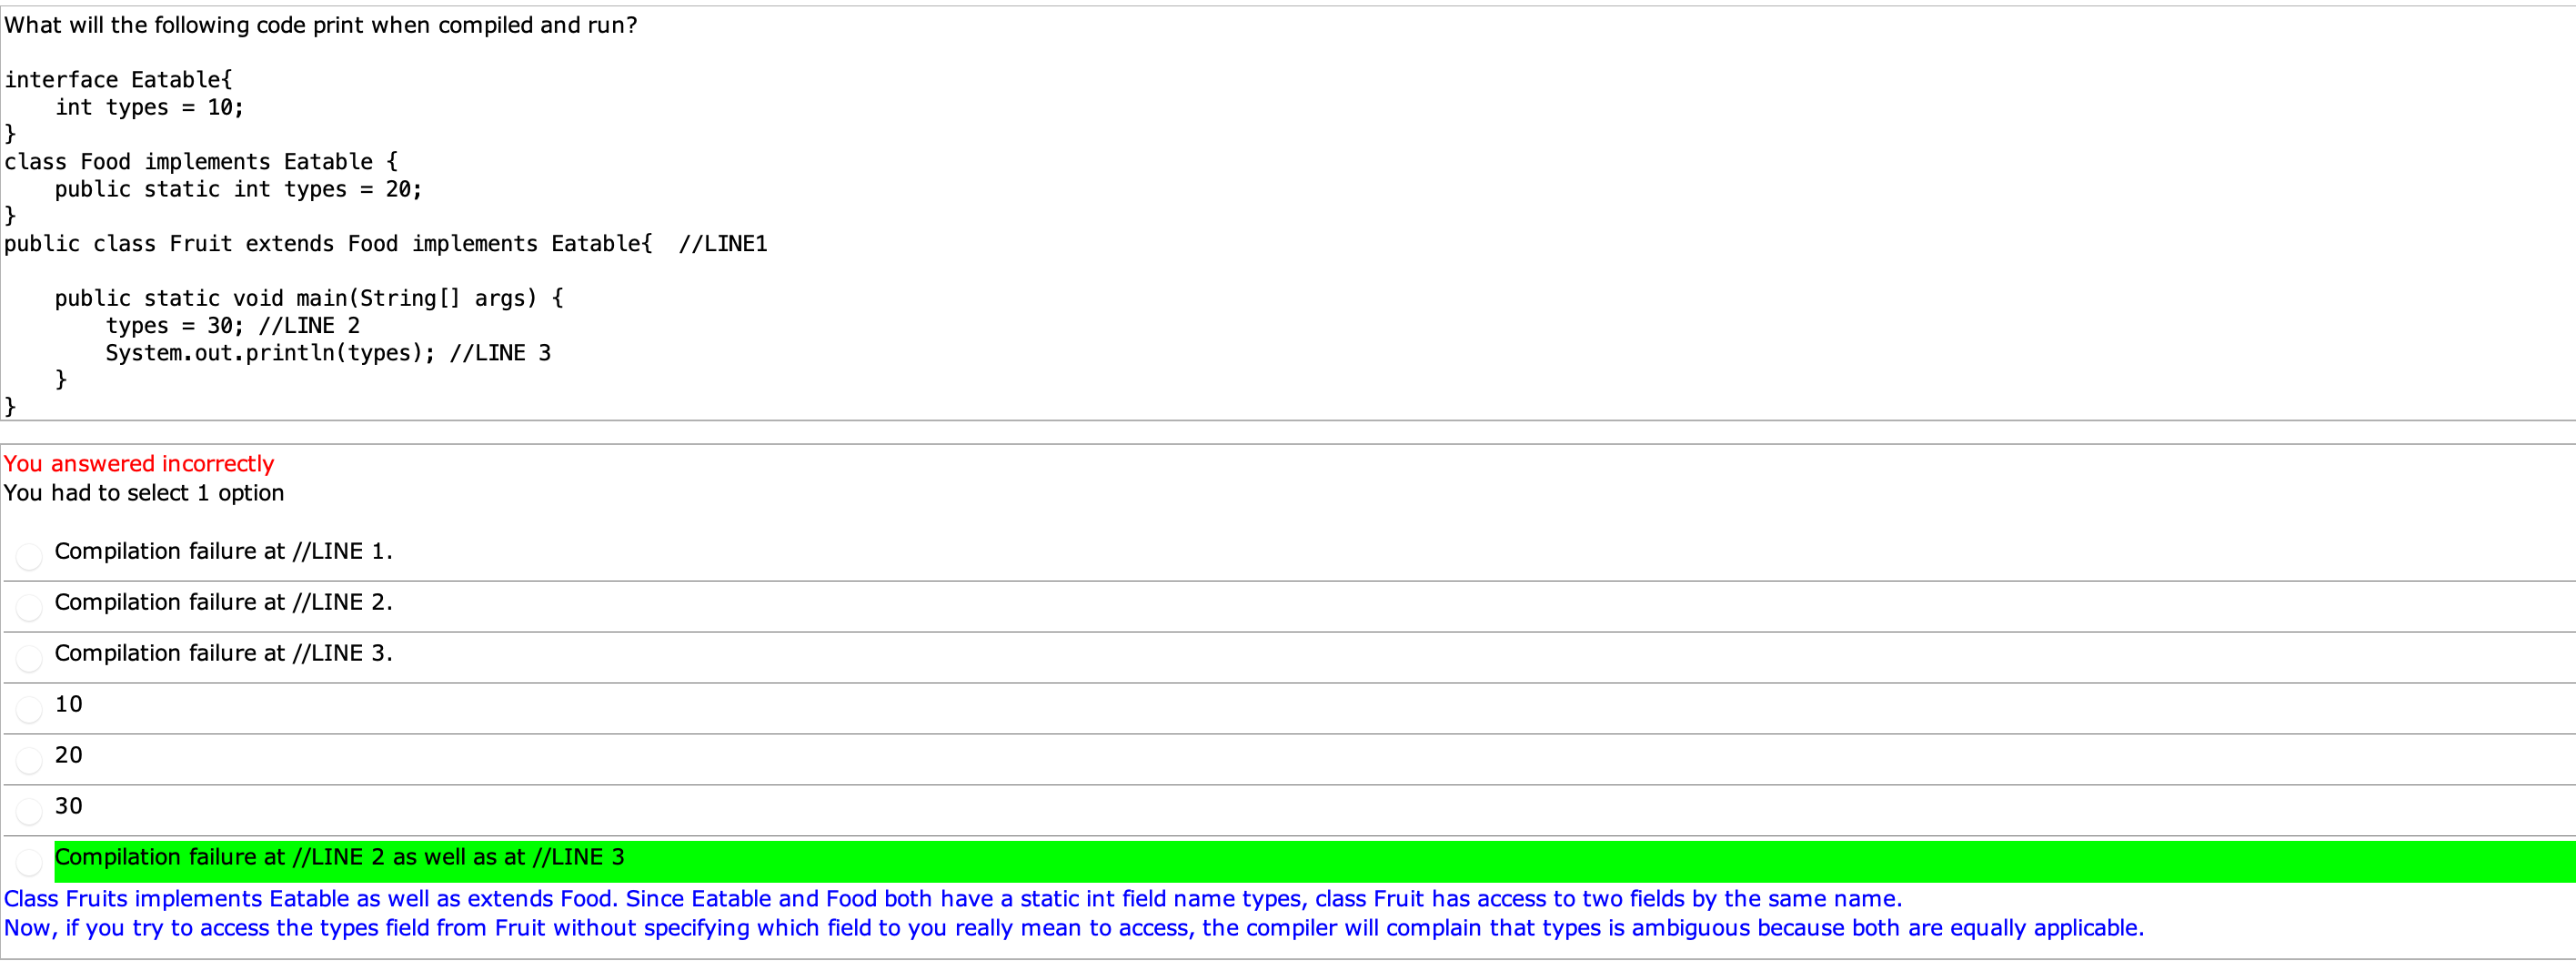 What will the following code print when compiled and run?
interface Eatable{
    int types = 10;
}
class Food implements Eatable {
    public static int types = 20;
}
public class Fruit extends Food implements Eatable{  //LINE1
    public static void main(String[] args) {
        types = 30; //LINE 2
        System.out.println(types); //LINE 3
    }
}
You answered incorrectly
You had to select 1 option
Compilation failure at //LINE 1.
Compilation failure at //LINE 2.
Compilation failure at //LINE 3.
10
20
30
Compilation failure at //LINE 2 as well as at //LINE 3
Class Fruits implements Eatable as well as extends Food. Since Eatable and Food both have a static int field name types, class Fruit has access to two fields by the same name.
Now, if you try to access the types field from Fruit without specifying which field to you really mean to access, the compiler will complain that types is ambiguous because both are equally applicable.